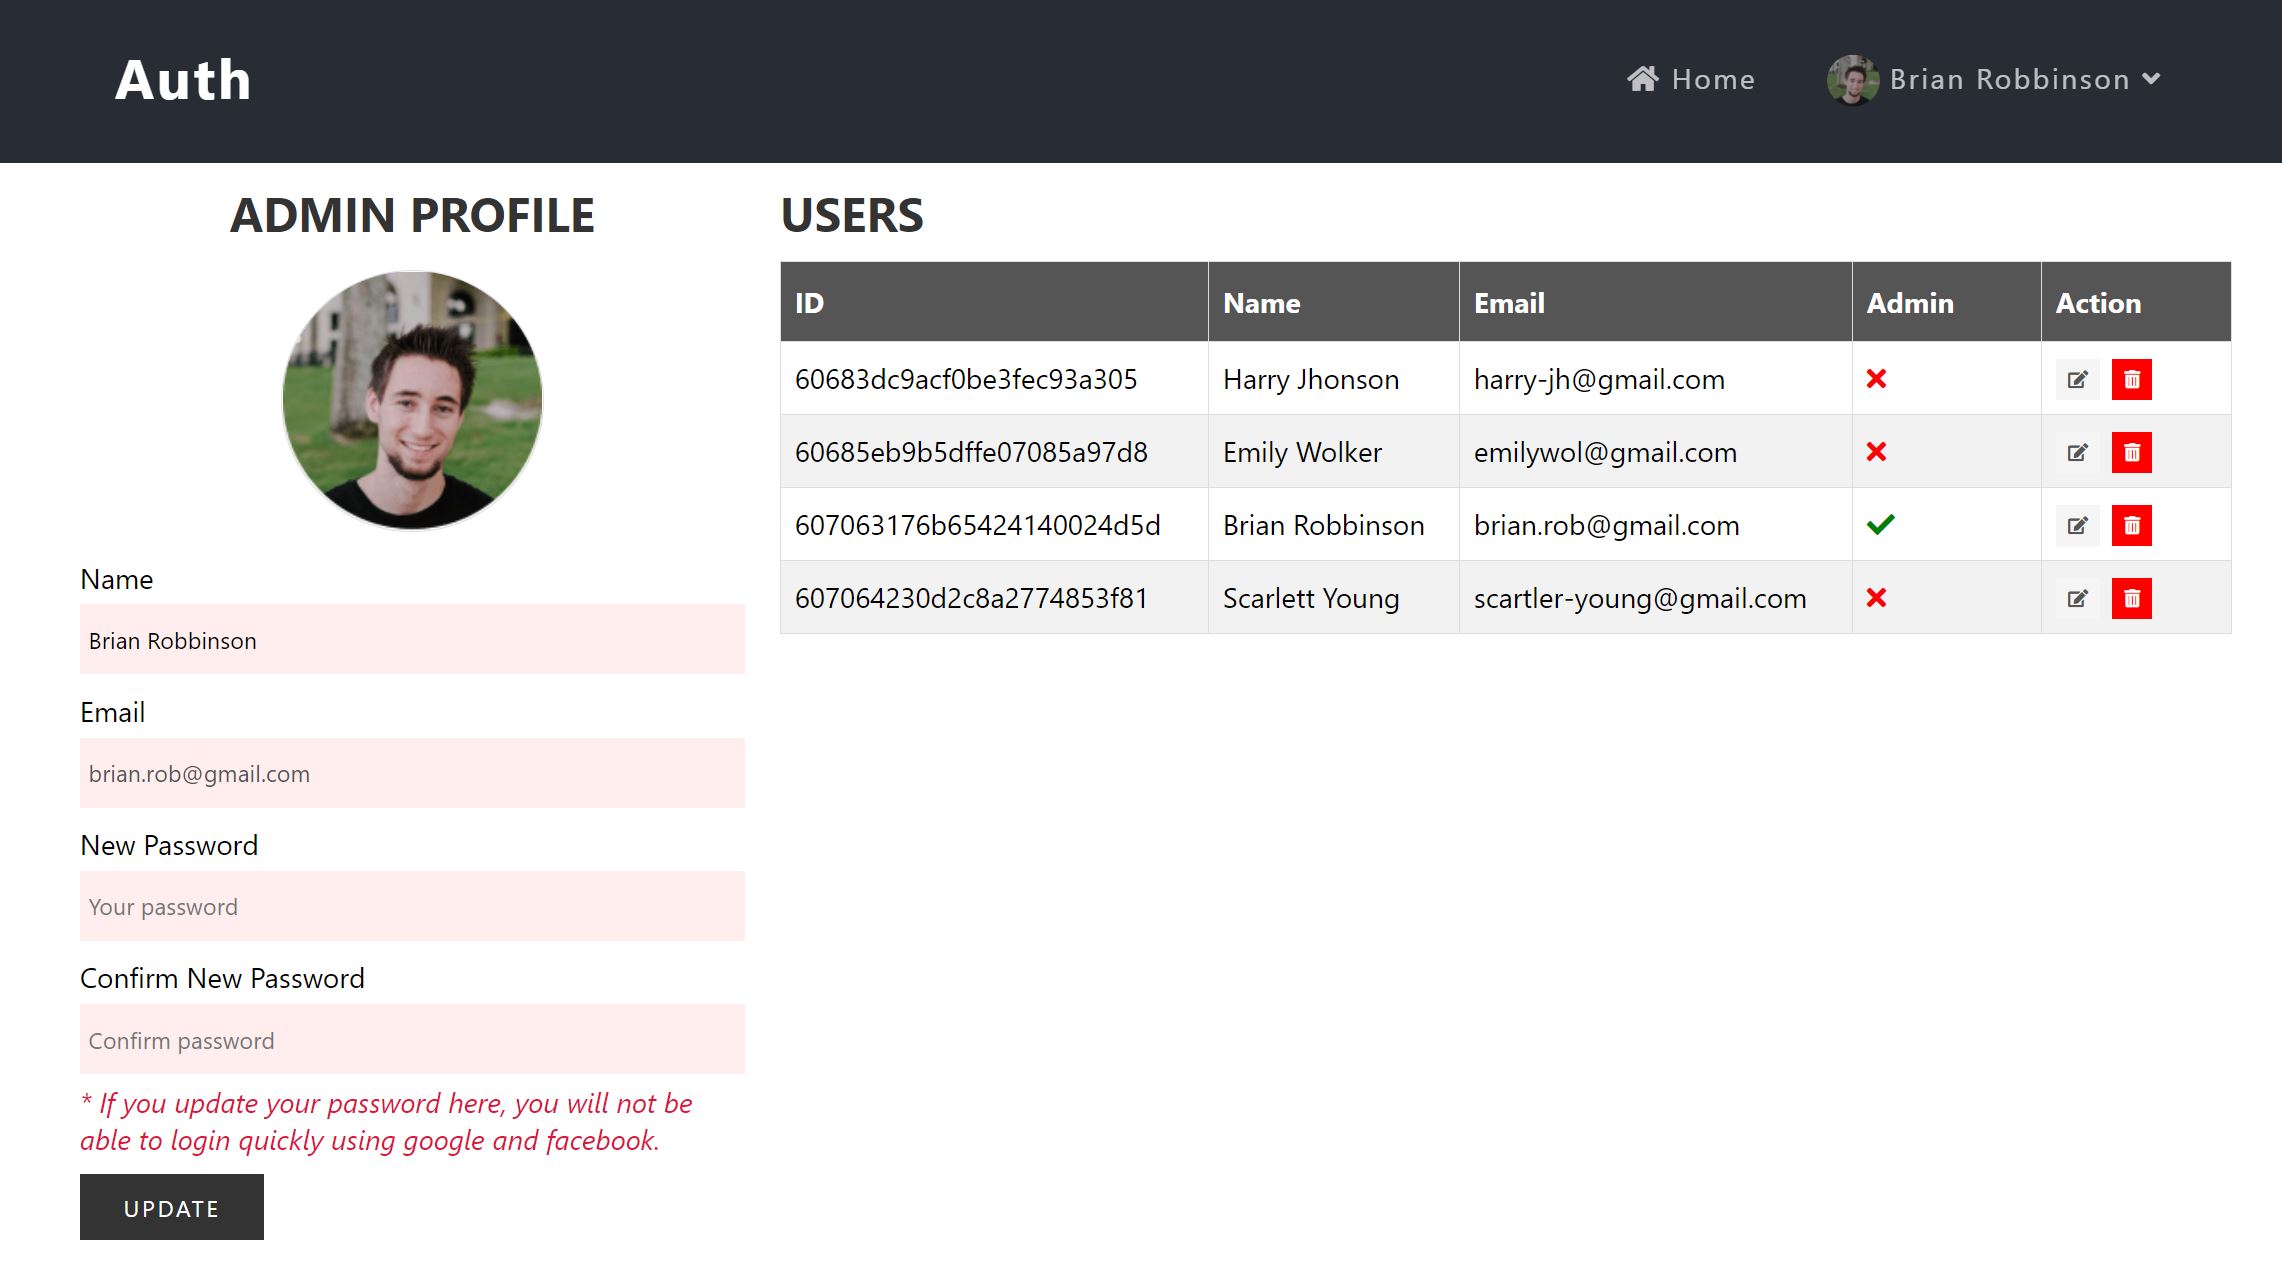 Auth
Home
Brian Robbinson
ADMIN PROFILE
Name
Brian Robbinson
Email
brian.rob@gmail.com
New Password
Your password
Confirm New Password
Confirm password
* If you update your password here, you will not be
able to login quickly using google and facebook.
UPDATE
USERS
ID Name Email Admin Action
60683dc9acf0be3fec93a305 Harry Jhonson harry-jh@gmail.com
60685eb9b5dffe07085a97d8 Emily Wolker emilywol@gmail.com
607063176b65424140024d5d Brian Robbinson brian.rob@gmail.com
607064230d2c8a2774853f81 Scarlett Young scartler-young@gmail.com